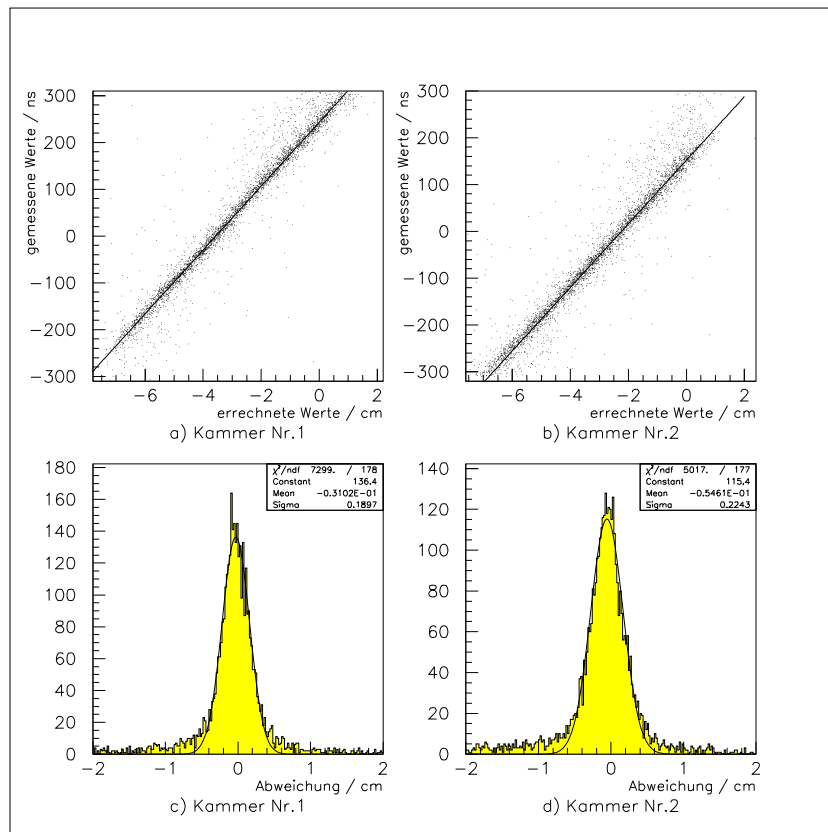 gemessene Werte / ns
300
200
100
0
−100
−200
−300
−6 −4 −2 0 2
errechnete Werte / cm
a) Kammer Nr.1
gemessene Werte / ns
300
200
100
0
−100
−200
−300
−6 −4 −2 0 2
errechnete Werte / cm
b) Kammer Nr.2
180
160
140
120
100
80
60
40
20
0
χ²/ndf 7299. / 178
Constant 136.4
Mean −0.3102E−01
Sigma 0.1897
−2 −1 0 1 2
Abweichung / cm
c) Kammer Nr.1
140
120
100
80
60
40
20
0
χ²/ndf 5017. / 177
Constant 115.4
Mean −0.5461E−01
Sigma 0.2243
−2 −1 0 1 2
Abweichung / cm
d) Kammer Nr.2